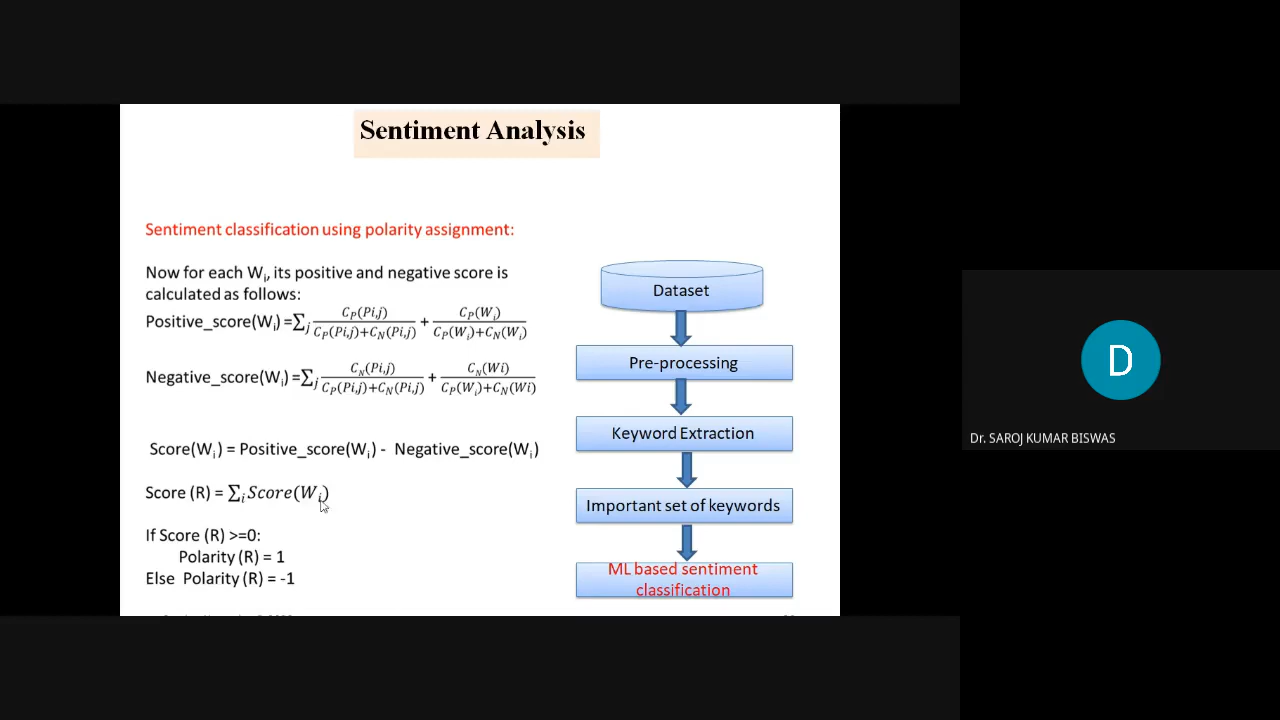 Sentiment Analysis
Sentiment classification using polarity assignment:
Now for each Wi, its positive and negative score is
calculated as follows:
Positive_score(Wi) =∑j CP(Pi,j) / CP(Pi,j)+CN(Pi,j) + CP(Wi) / CP(Wi)+CN(Wi)
Negative_score(Wi) =∑j CN(Pi,j) / CP(Pi,j)+CN(Pi,j) + CN(Wi) / CP(Wi)+CN(Wi)
Score(Wi) = Positive_score(Wi) - Negative_score(Wi)
Score (R) = ∑i Score(Wi)
If Score (R) >=0:
Polarity (R) = 1
Else Polarity (R) = -1
Dataset
Pre-processing
Keyword Extraction
Important set of keywords
ML based sentiment
classification
D
Dr. SAROJ KUMAR BISWAS